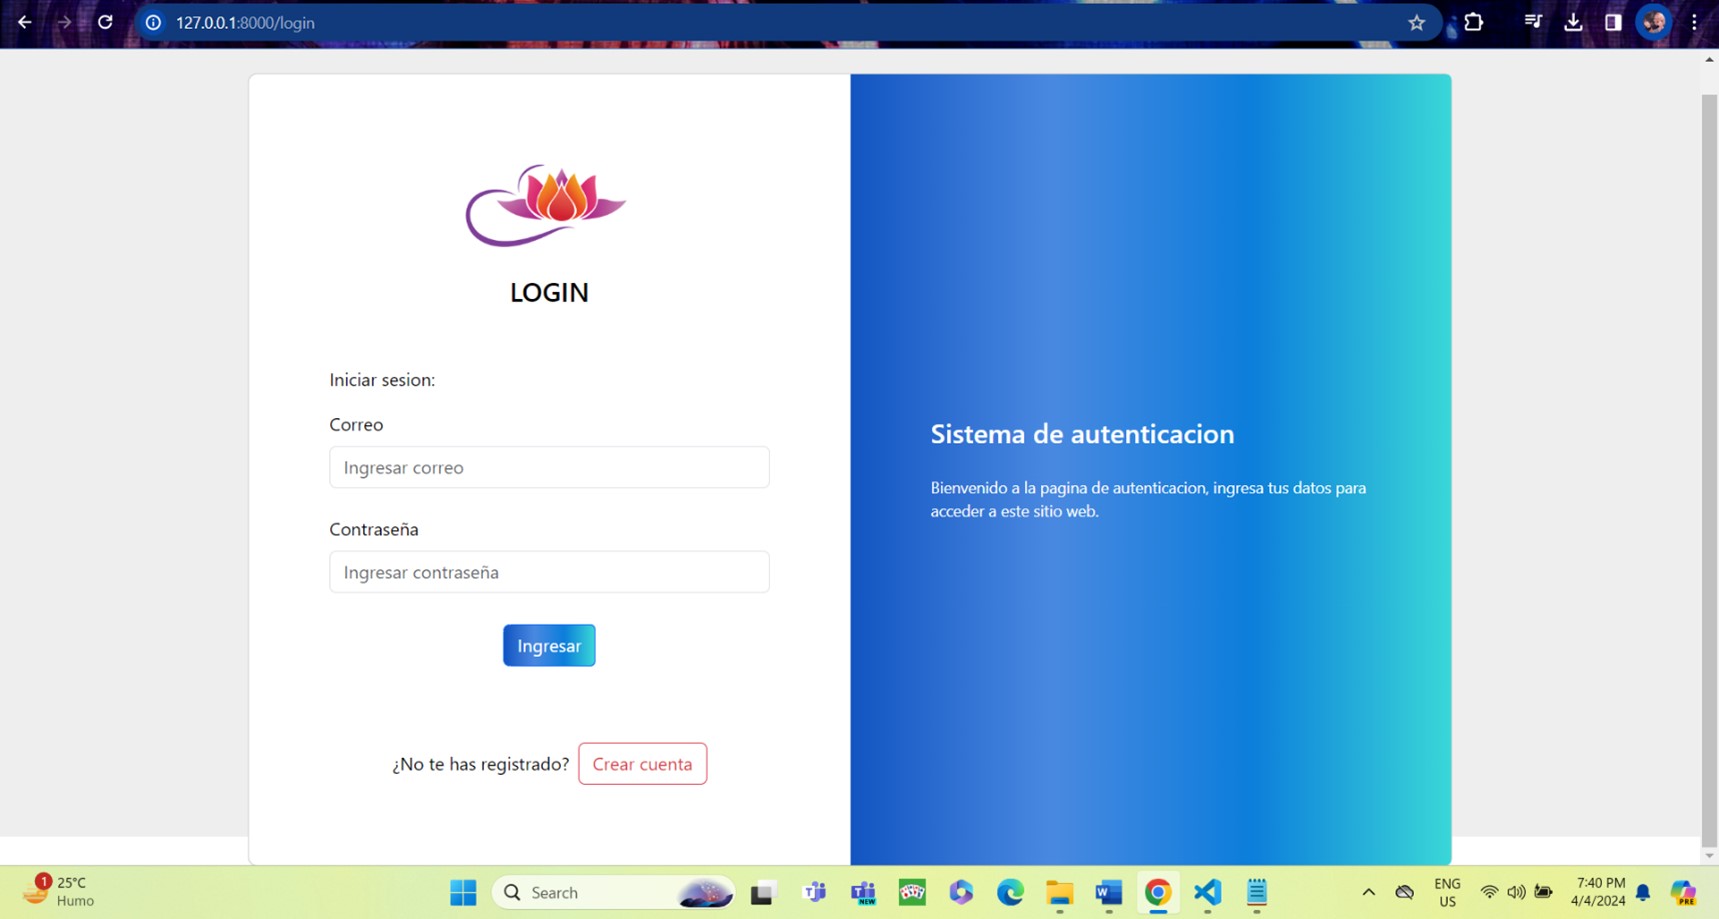 127.0.0.1:8000/login
LOGIN
Iniciar sesion:
Correo
Ingresar correo
Contraseña
Ingresar contraseña
Ingresar
¿No te has registrado? Crear cuenta
Sistema de autenticacion
Bienvenido a la pagina de autenticacion, ingresa tus datos para
acceder a este sitio web.
1
25°C
Humo
Search
NEW
ENG
US
7:40 PM
4/4/2024
PRE